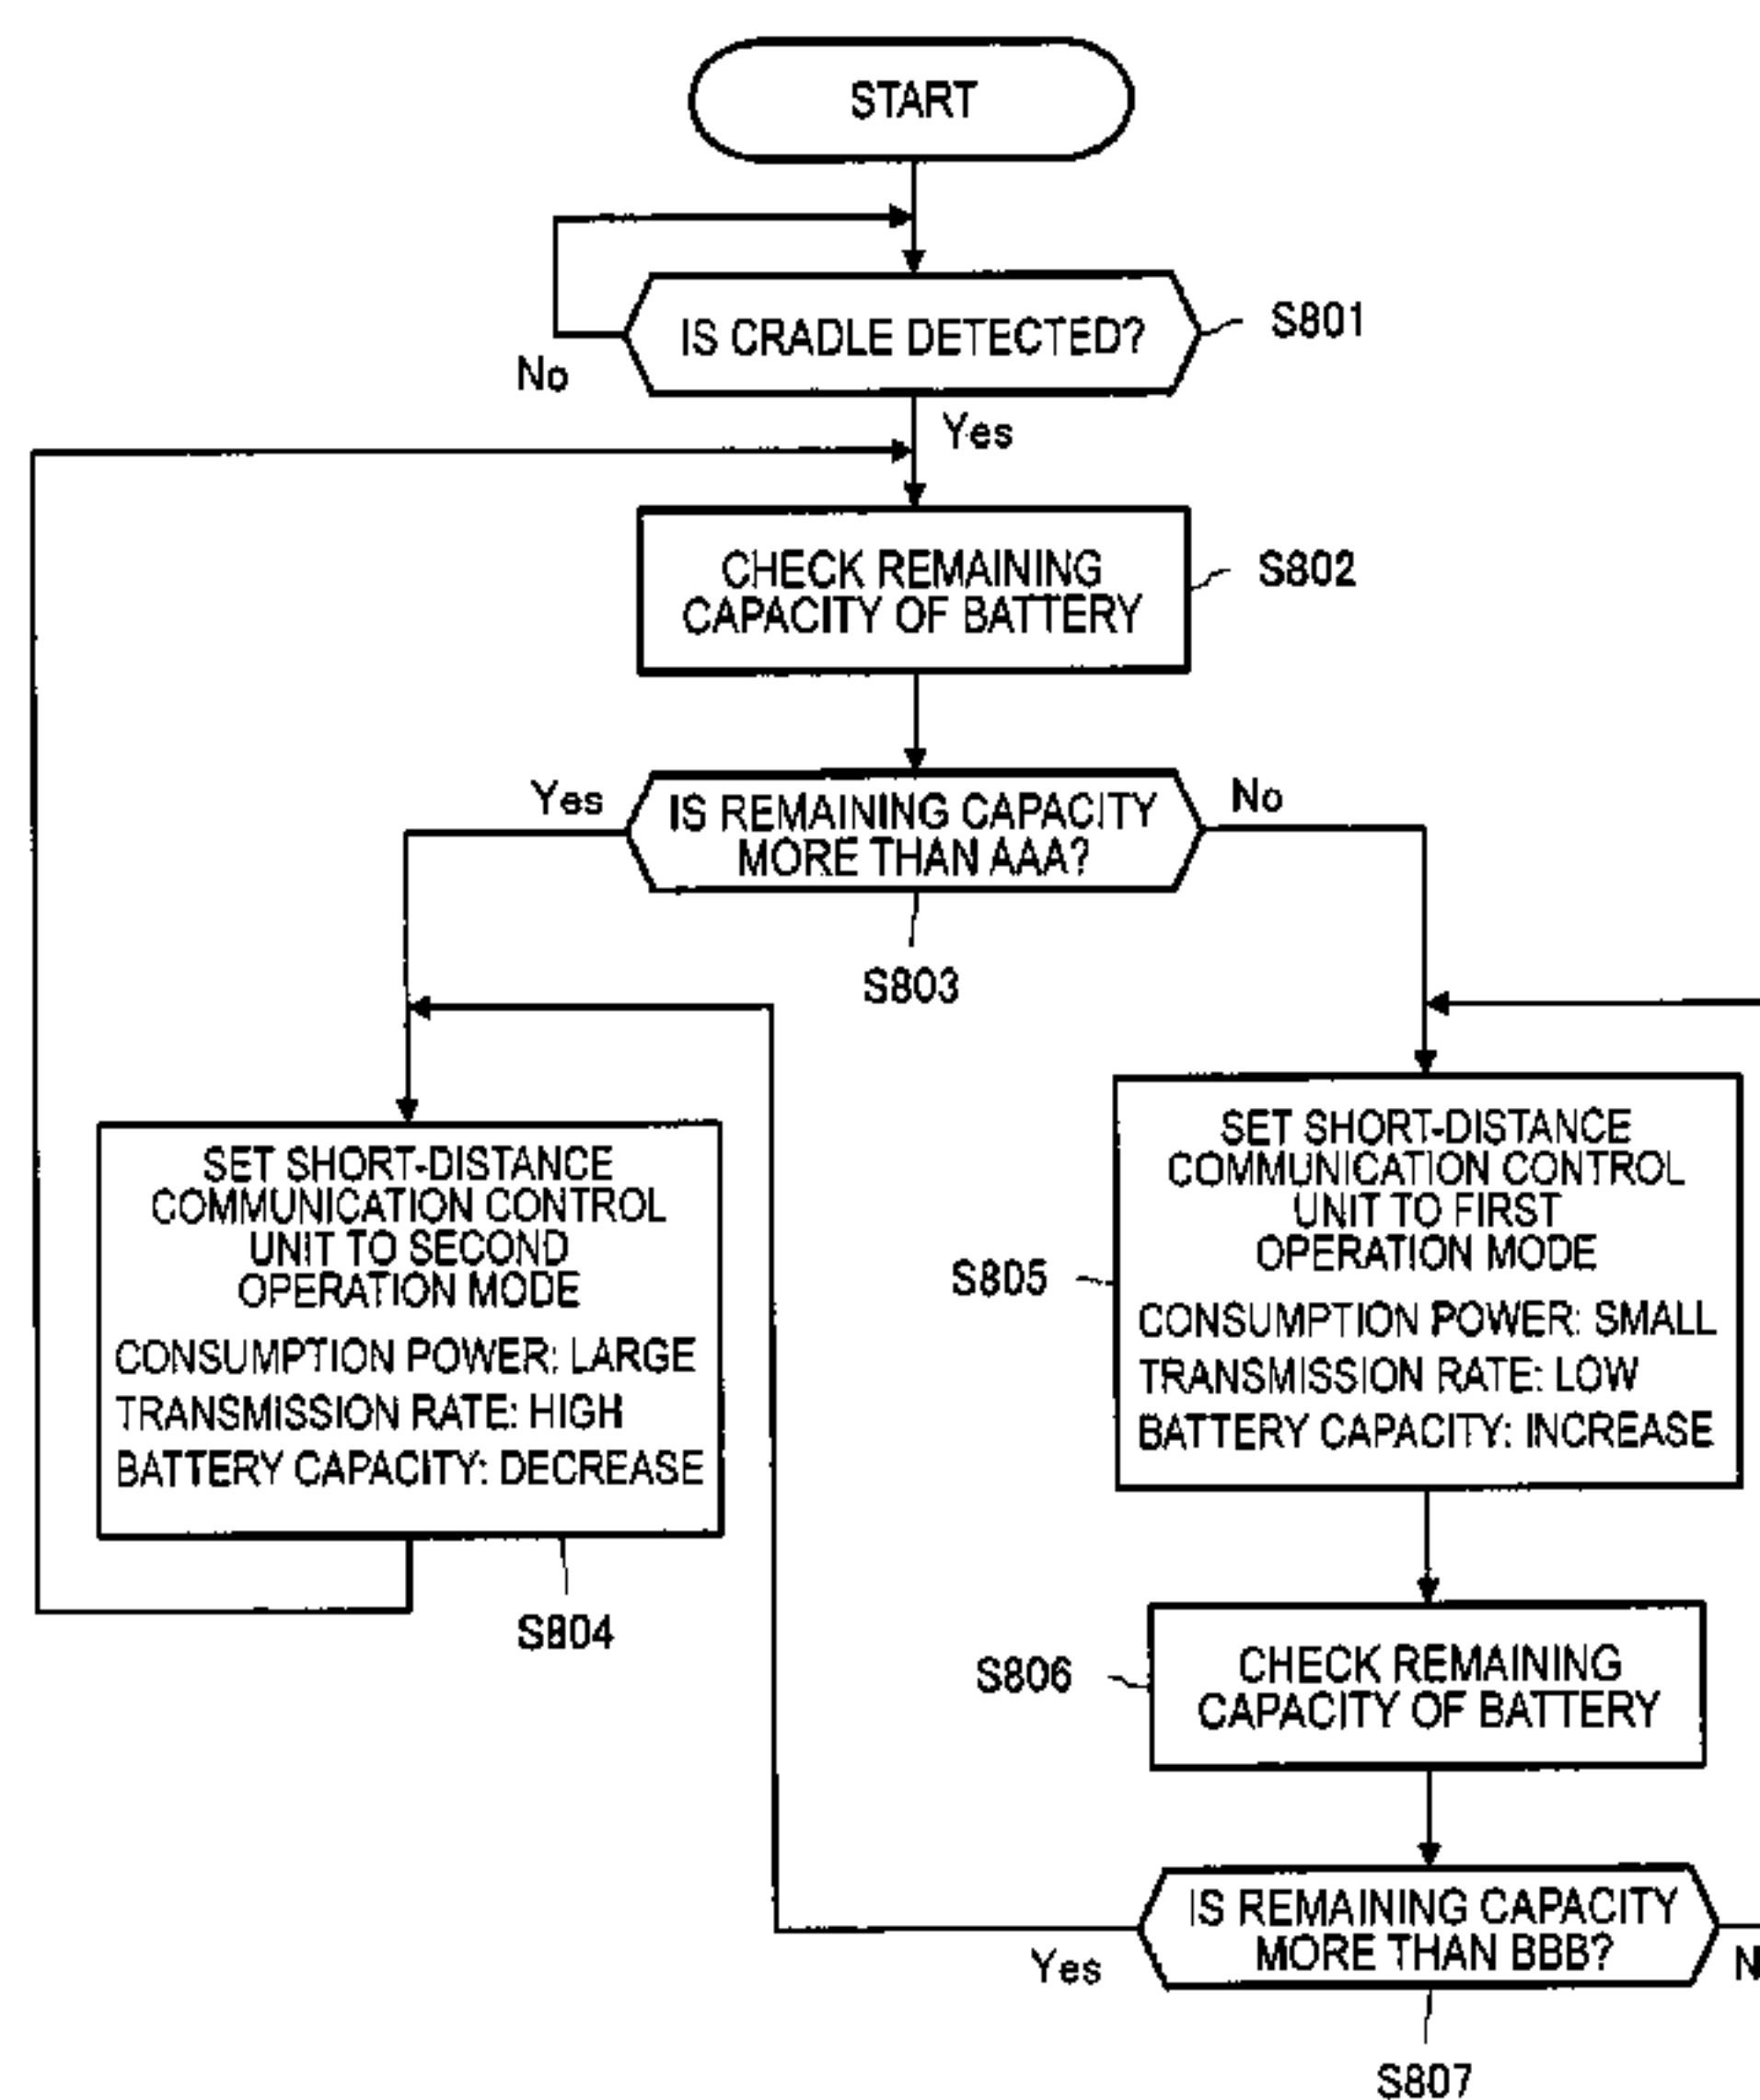 START
IS CRADLE DETECTED?
S801
No
Yes
CHECK REMAINING
CAPACITY OF BATTERY
S802
Yes
IS REMAINING CAPACITY
MORE THAN AAA?
No
S803
SET SHORT-DISTANCE
COMMUNICATION CONTROL
UNIT TO SECOND
OPERATION MODE
CONSUMPTION POWER: LARGE
TRANSMISSION RATE: HIGH
BATTERY CAPACITY: DECREASE
S804
SET SHORT-DISTANCE
COMMUNICATION CONTROL
UNIT TO FIRST
OPERATION MODE
CONSUMPTION POWER: SMALL
TRANSMISSION RATE: LOW
BATTERY CAPACITY: INCREASE
S805
CHECK REMAINING
CAPACITY OF BATTERY
S806
IS REMAINING CAPACITY
MORE THAN BBB?
Yes
S807